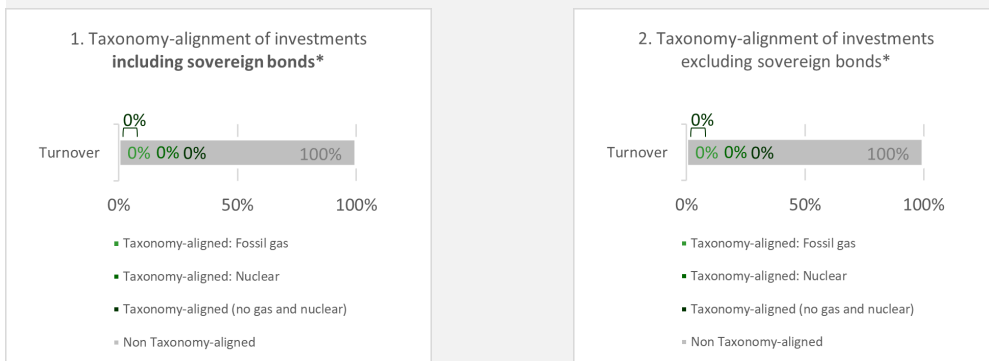 1. Taxonomy-alignment of investments
including sovereign bonds*
0%
Turnover
0% 0% 0% 100%
0% 50% 100%
Taxonomy-aligned: Fossil gas
Taxonomy-aligned: Nuclear
Taxonomy-aligned (no gas and nuclear)
Non Taxonomy-aligned
2. Taxonomy-alignment of investments
excluding sovereign bonds*
0%
Turnover
0% 0% 0% 100%
0% 50% 100%
Taxonomy-aligned: Fossil gas
Taxonomy-aligned: Nuclear
Taxonomy-aligned (no gas and nuclear)
Non Taxonomy-aligned